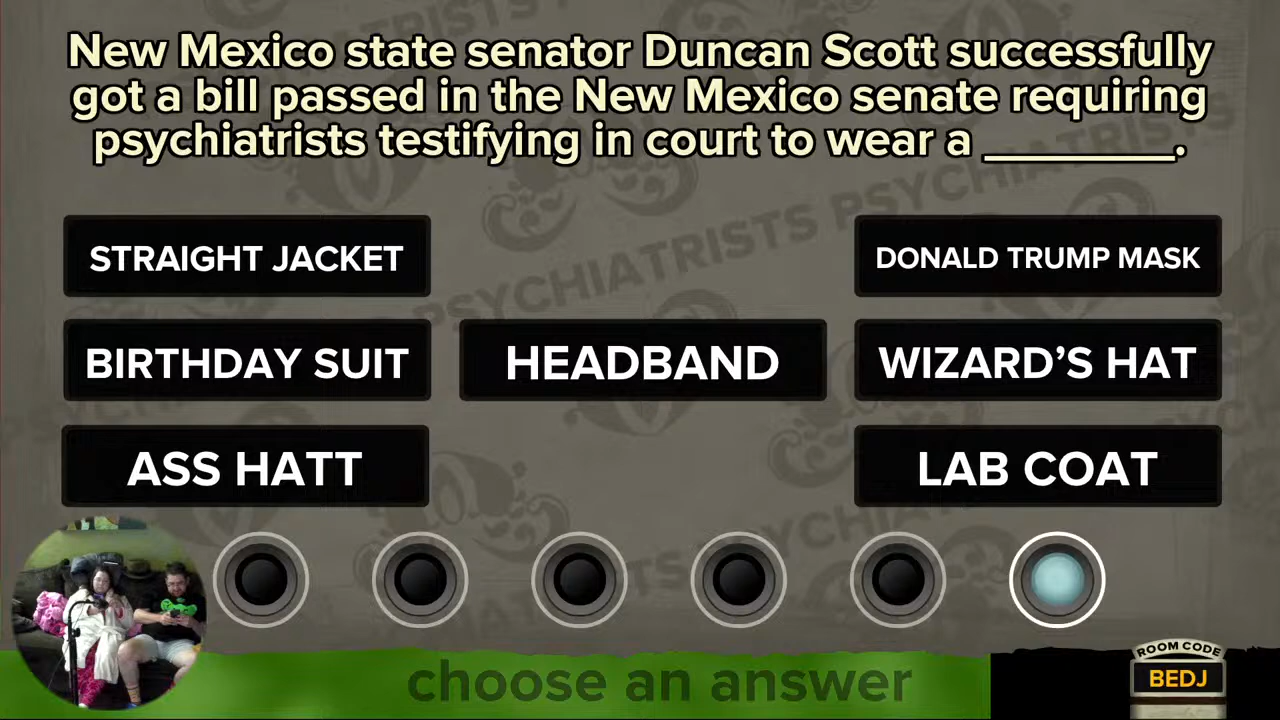 New Mexico state senator Duncan Scott successfully
got a bill passed in the New Mexico senate requiring
psychiatrists testifying in court to wear a ________.
STRAIGHT JACKET
DONALD TRUMP MASK
BIRTHDAY SUIT
HEADBAND
WIZARD'S HAT
ASS HATT
LAB COAT
choose an answer
ROOM CODE
BEDJ
PSYCHIATRISTS PSYCHIATRISTS